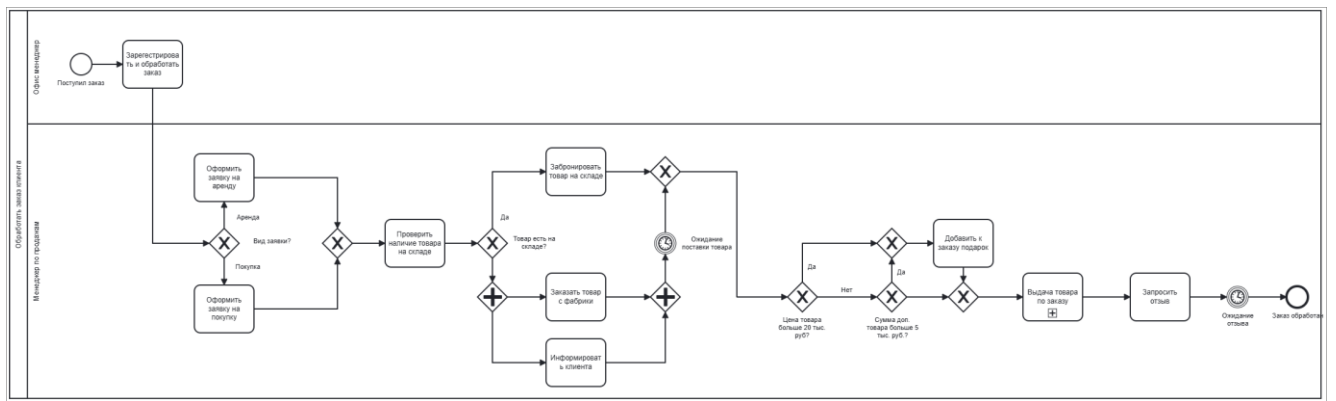 Обработать заказ клиента
Офис менеджер
Поступил заказ
Зарегестрирова
ть и обработать
заказ
Менеджер по продажам
Оформить
заявку на
аренду
Аренда
Вид заявки?
Покупка
Оформить
заявку на
покупку
Проверить
наличие товара
на складе
Да
Товар есть на
складе?
Забронировать
товар на складе
Заказать товар
с фабрики
Информироват
ь клиента
Ожидание
поставки товара
Да
Нет
Цена товара
больше 20 тыс.
руб?
Да
Сумма доп.
товара больше 5
тыс. руб.?
Добавить к
заказу подарок
Выдача товара
по заказу
Запросить
отзыв
Ожидание
отзыва
Заказ обработан